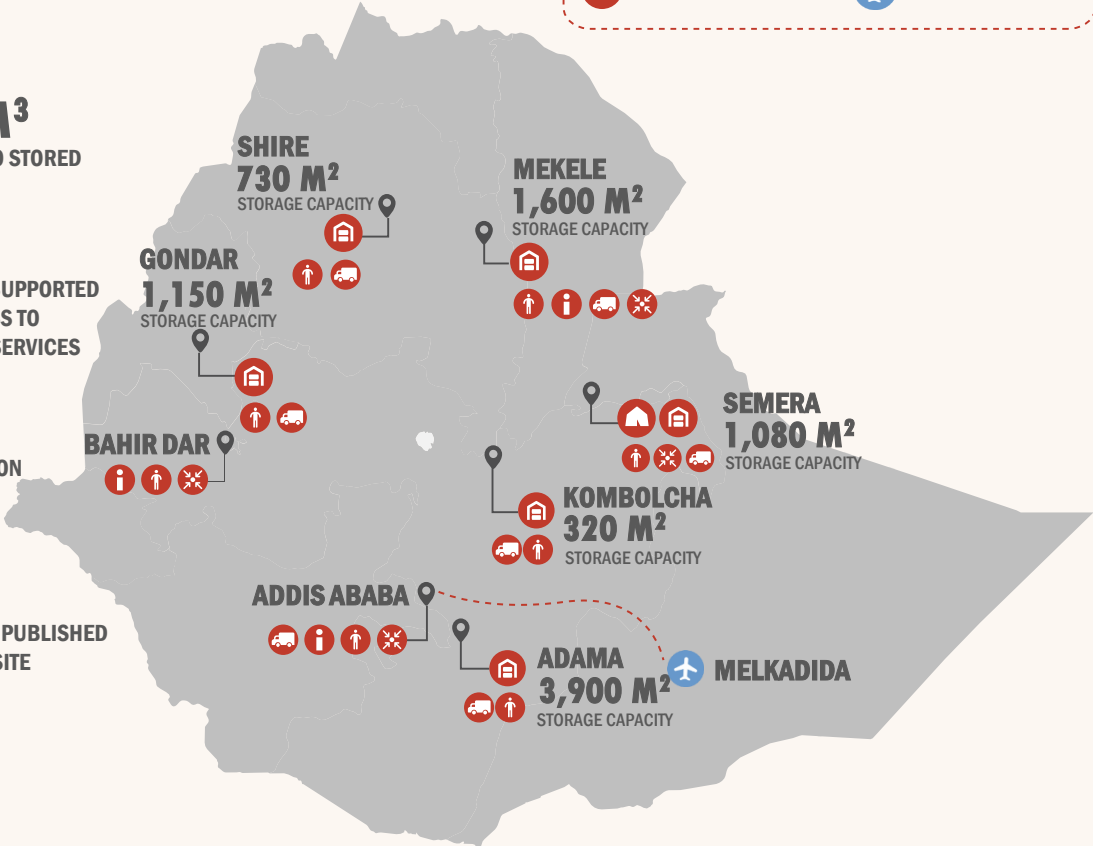 M³
STORED
SHIRE
730 M²
STORAGE CAPACITY
MEKELE
1,600 M²
STORAGE CAPACITY
GONDAR
1,150 M²
STORAGE CAPACITY
S TO
SERVICES
BAHIR DAR
SEMERA
1,080 M²
STORAGE CAPACITY
ON
KOMBOLCHA
320 M²
STORAGE CAPACITY
ADDIS ABABA
PUBLISHED
ADAMA
3,900 M²
STORAGE CAPACITY
MELKADIDA